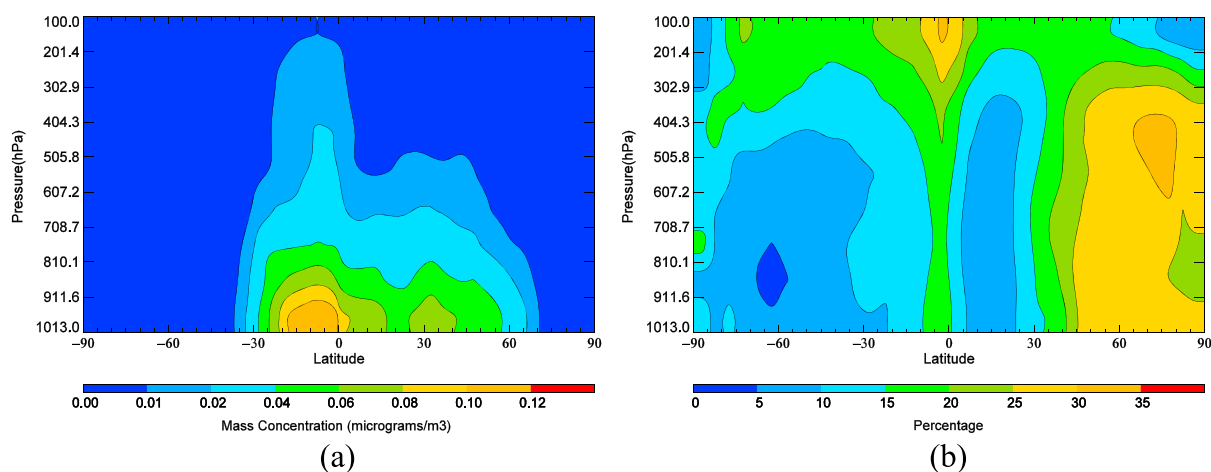 100.0
201.4
302.9
404.3
505.8
607.2
708.7
810.1
911.6
1013.0
Pressure(hPa)
−90 −60 −30 0 30 60 90
Latitude
0.00 0.01 0.02 0.04 0.06 0.08 0.10 0.12
Mass Concentration (micrograms/m3)
(a)
100.0
201.4
302.9
404.3
505.8
607.2
708.7
810.1
911.6
1013.0
Pressure(hPa)
−90 −60 −30 0 30 60 90
Latitude
0 5 10 15 20 25 30 35
Percentage
(b)